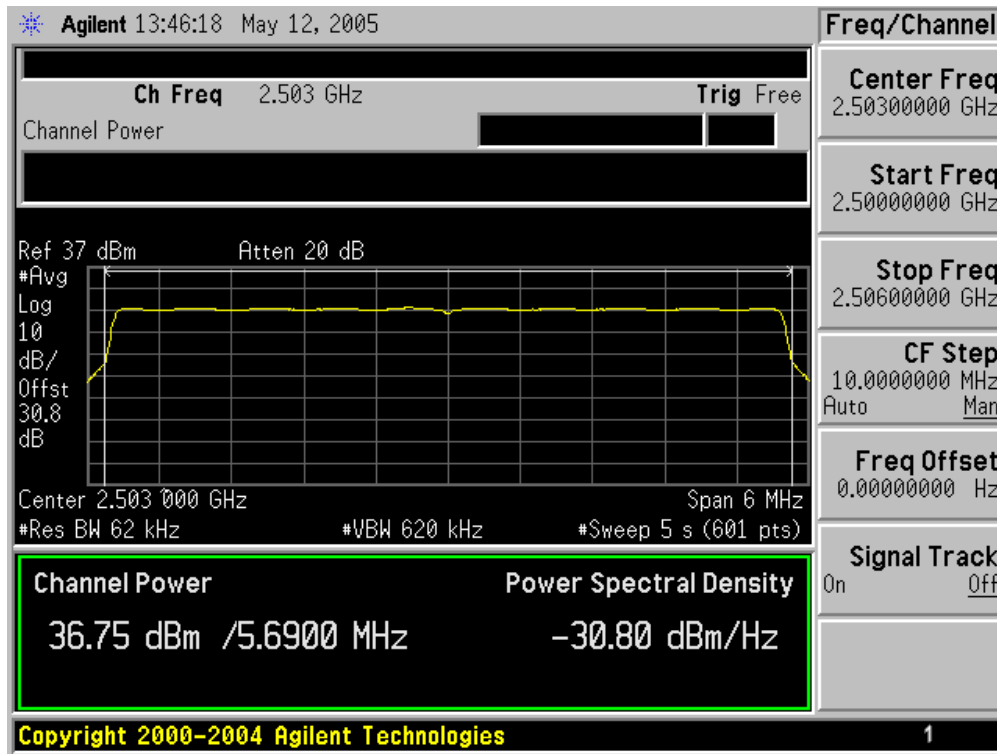 Agilent 13:46:18 May 12, 2005
Freq/Channel
Ch Freq 2.503 GHz Trig Free
Channel Power
Center Freq
2.50300000 GHz
Start Freq
2.50000000 GHz
Stop Freq
2.50600000 GHz
CF Step
10.0000000 MHz
Auto Man
Freq Offset
0.00000000 Hz
Signal Track
On Off
Ref 37 dBm Atten 20 dB
#Avg
Log
10
dB/
Offst
30.8
dB
Center 2.503 000 GHz Span 6 MHz
#Res BW 62 kHz #VBW 620 kHz #Sweep 5 s (601 pts)
Channel Power Power Spectral Density
36.75 dBm /5.6900 MHz -30.80 dBm/Hz
Copyright 2000-2004 Agilent Technologies 1